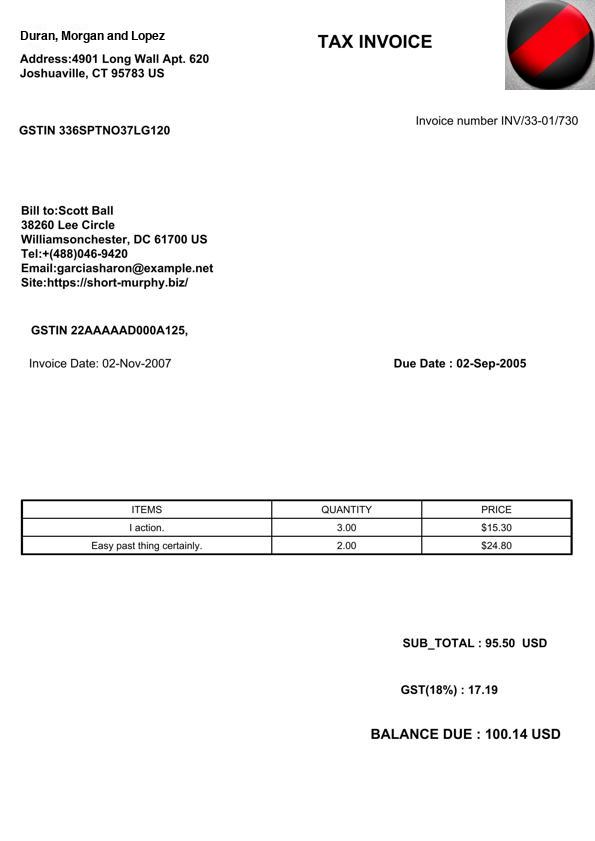 Duran, Morgan and Lopez
TAX INVOICE
Address:4901 Long Wall Apt. 620
Joshuaville, CT 95783 US
Invoice number INV/33-01/730
GSTIN 336SPTNO37LG120
Bill to:Scott Ball
38260 Lee Circle
Williamsonchester, DC 61700 US
Tel:+(488)046-9420
Email:garciasharon@example.net
Site:https://short-murphy.biz/
GSTIN 22AAAAAD000A125,
Invoice Date: 02-Nov-2007 Due Date : 02-Sep-2005
ITEMS QUANTITY PRICE
I action. 3.00 $15.30
Easy past thing certainly. 2.00 $24.80
SUB_TOTAL : 95.50 USD
GST(18%) : 17.19
BALANCE DUE : 100.14 USD